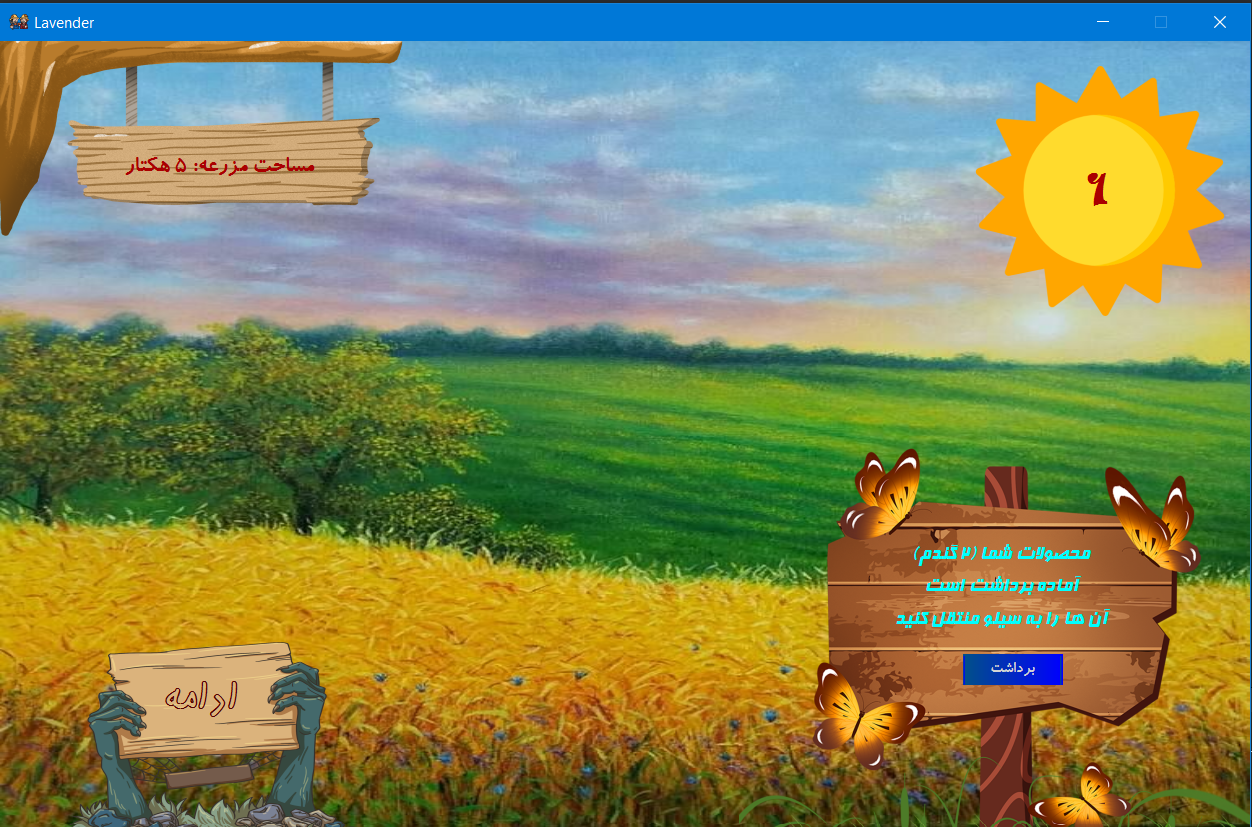 Lavender
مساحت مزرعه: ۵ هکتار
۶
محصولات شما (۲ گندم)
آماده برداشت است
آن ها را به سیلو منتقل کنید
برداشت
ادامه